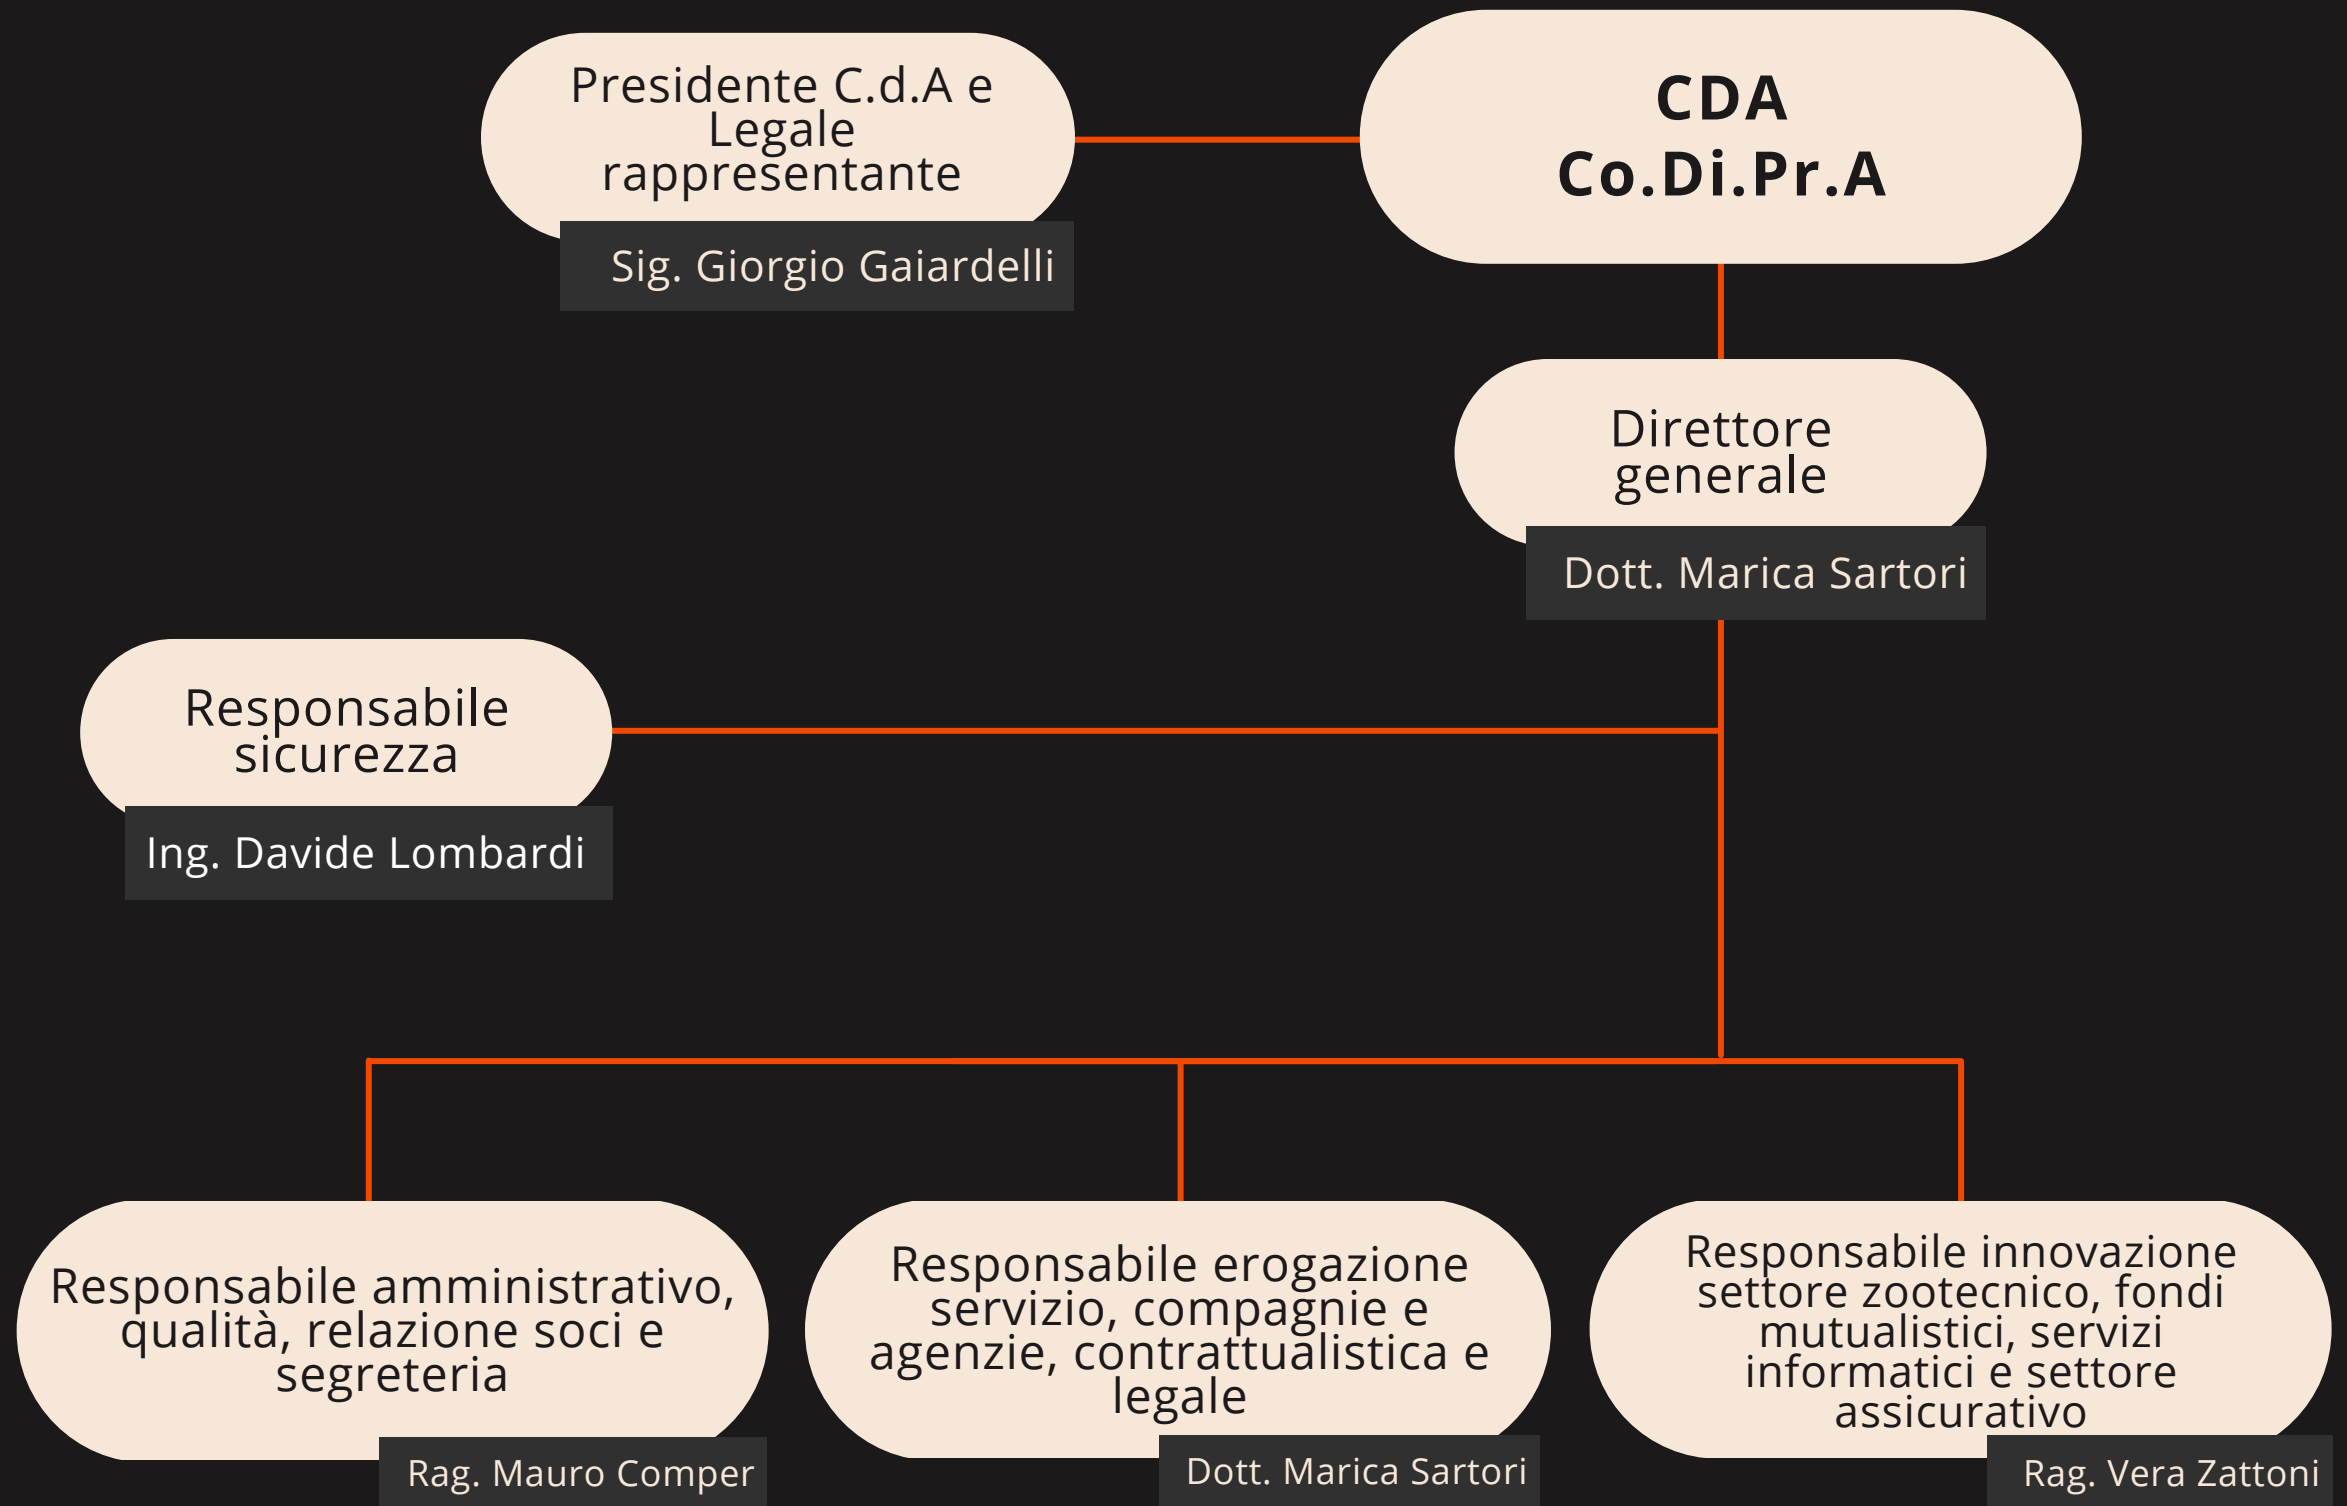 Presidente C.d.A e
Legale
rappresentante
Sig. Giorgio Gaiardelli
CDA
Co.Di.Pr.A
Direttore
generale
Dott. Marica Sartori
Responsabile
sicurezza
Ing. Davide Lombardi
Responsabile amministrativo,
qualità, relazione soci e
segreteria
Rag. Mauro Comper
Responsabile erogazione
servizio, compagnie e
agenzie, contrattualistica e
legale
Dott. Marica Sartori
Responsabile innovazione
settore zootecnico, fondi
mutualistici, servizi
informatici e settore
assicurativo
Rag. Vera Zattoni